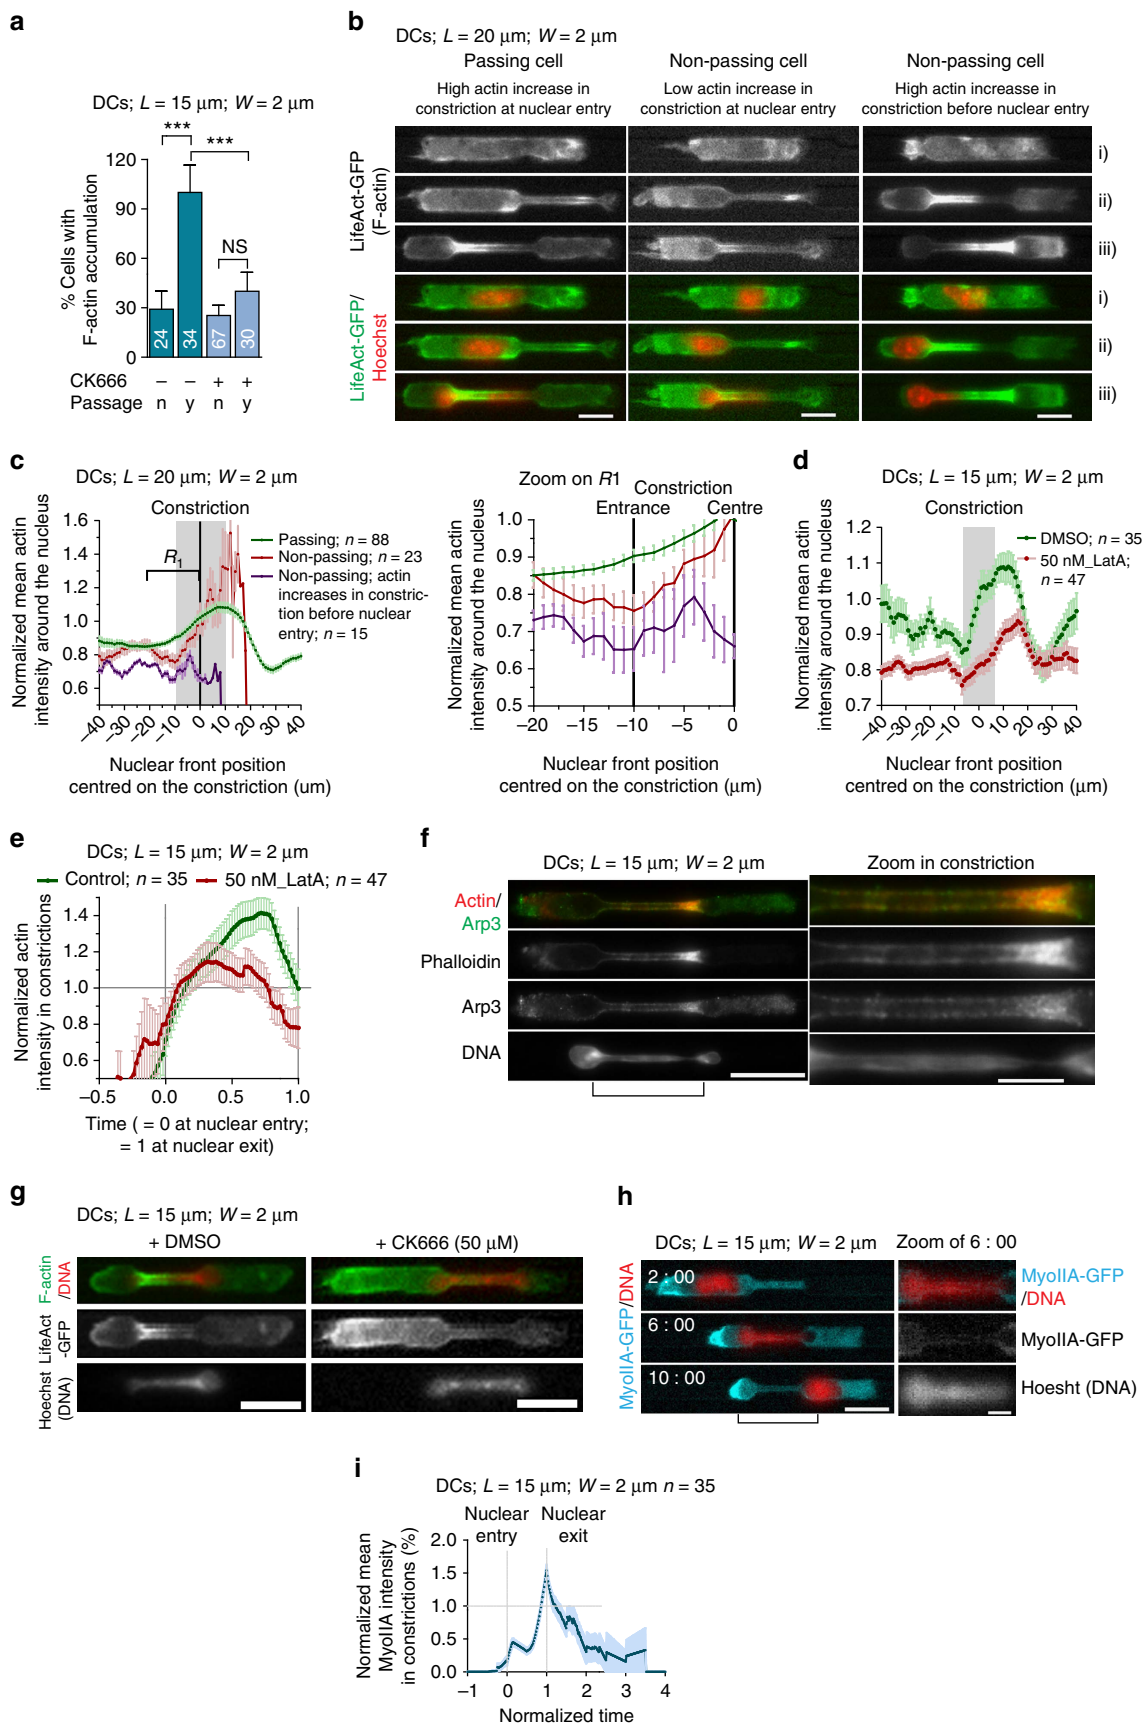 a
DCs; L = 15 µm; W = 2 µm
***
***
NS
% Cells with
F-actin accumulation
120
90
60
30
0
24
34
67
30
CK666 – – + +
Passage n y n y
b
DCs; L = 20 µm; W = 2 µm
Passing cell
Non-passing cell
Non-passing cell
High actin increase in
constriction at nuclear entry
Low actin increase in
constriction at nuclear entry
High actin increasse in
constriction before nuclear entry
LifeAct-GFP
(F-actin)
LifeAct-GFP/
Hoechst
i)
ii)
iii)
i)
ii)
iii)
c
DCs; L = 20 µm; W = 2 µm
Constriction
Normalized mean actin
intensity around the nucleus
1.6
1.4
1.2
1.0
0.8
0.6
R1
Passing; n = 88
Non-passing; n = 23
Non-passing; actin
increases in constric-
tion before nuclear
entry; n = 15
–40 –30 –20 –10 0 10 20 30 40
Nuclear front position
centred on the constriction (um)
Zoom on R1
Constriction
Entrance
Centre
Normalized mean actin
intensity around the nucleus
1.0
0.9
0.8
0.7
0.6
0.5
–20 –15 –10 –5 0
Nuclear front position
centred on the constriction (µm)
d
DCs; L = 15 µm; W = 2 µm
Constriction
Normalized mean actin
intensity around the nucleus
1.2
1.1
1.0
0.9
0.8
0.7
DMSO; n = 35
50 nM_LatA;
n = 47
–40 –30 –20 –10 0 10 20 30 40
Nuclear front position
centred on the constriction (µm)
e
DCs; L = 15 µm; W = 2 µm
Control; n = 35 50 nM_LatA; n = 47
Normalized actin
intensity in constrictions
1.4
1.2
1.0
0.8
0.6
–0.5 0.0 0.5 1.0
Time ( = 0 at nuclear entry;
= 1 at nuclear exit)
f
DCs; L = 15 µm; W = 2 µm
Zoom in constriction
Actin/
Arp3
Phalloidin
Arp3
DNA
g
DCs; L = 15 µm; W = 2 µm
+ DMSO
+ CK666 (50 µM)
F-actin
/DNA
LifeAct
-GFP
Hoechst
(DNA)
h
DCs; L = 15 µm; W = 2 µm
Zoom of 6 : 00
MyoIIA-GFP/DNA
2 : 00
6 : 00
10 : 00
MyoIIA-GFP
/DNA
MyoIIA-GFP
Hoesht (DNA)
i
DCs; L = 15 µm; W = 2 µm n = 35
Nuclear
entry
Nuclear
exit
Normalized mean
MyoIIA intensity
in constrictions (%)
2.0
1.5
1.0
0.5
0.0
–1 0 1 2 3 4
Normalized time